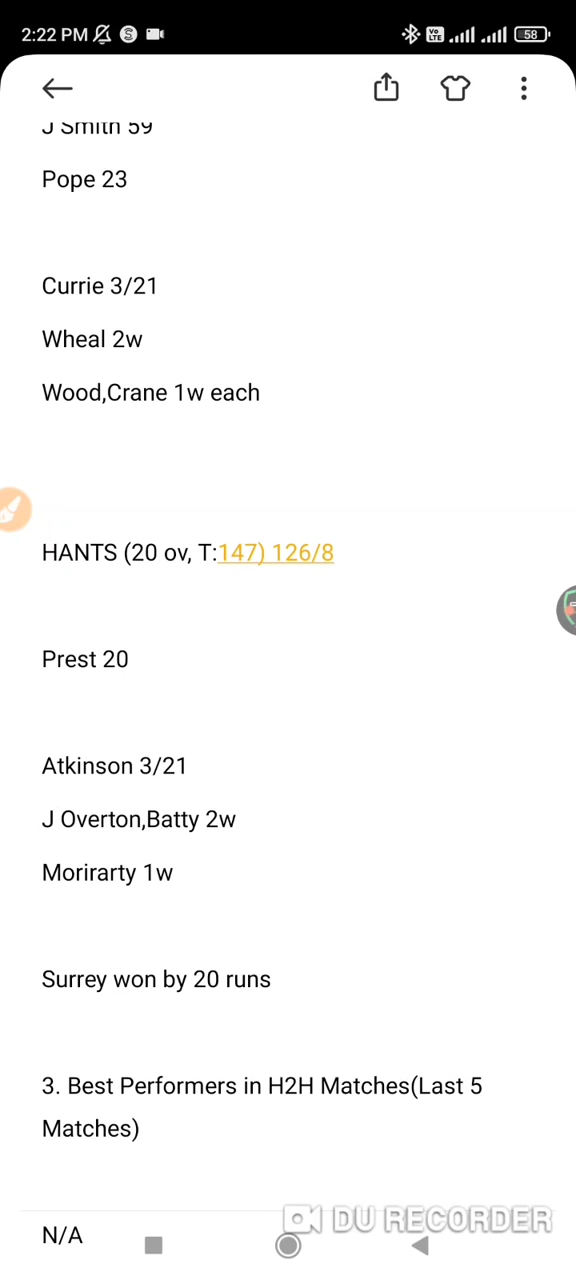 2:22 PM
Vo LTE
58
J Smith 59
Pope 23
Currie 3/21
Wheal 2w
Wood,Crane 1w each
HANTS (20 ov, T:147) 126/8
Prest 20
Atkinson 3/21
J Overton,Batty 2w
Morirarty 1w
Surrey won by 20 runs
3. Best Performers in H2H Matches(Last 5
Matches)
DU RECORDER
N/A